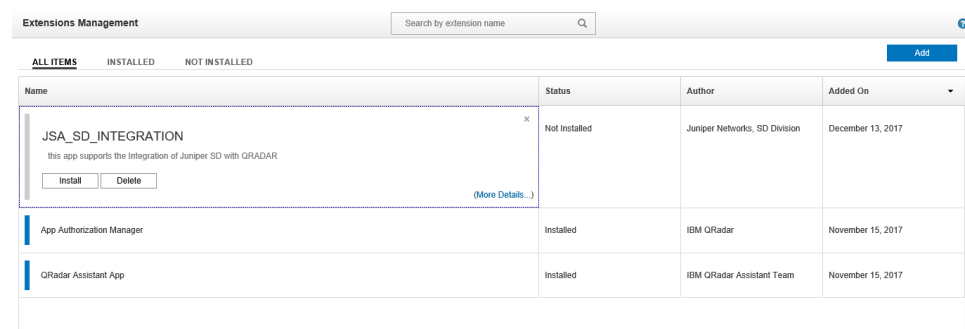 Extensions Management
Search by extension name
Add
ALL ITEMS INSTALLED NOT INSTALLED
Name Status Author Added On
JSA_SD_INTEGRATION
this app supports the Integration of Juniper SD with QRADAR
Install Delete
(More Details...)
Not Installed Juniper Networks, SD Division December 13, 2017
App Authorization Manager Installed IBM QRadar November 15, 2017
QRadar Assistant App Installed IBM QRadar Assistant Team November 15, 2017